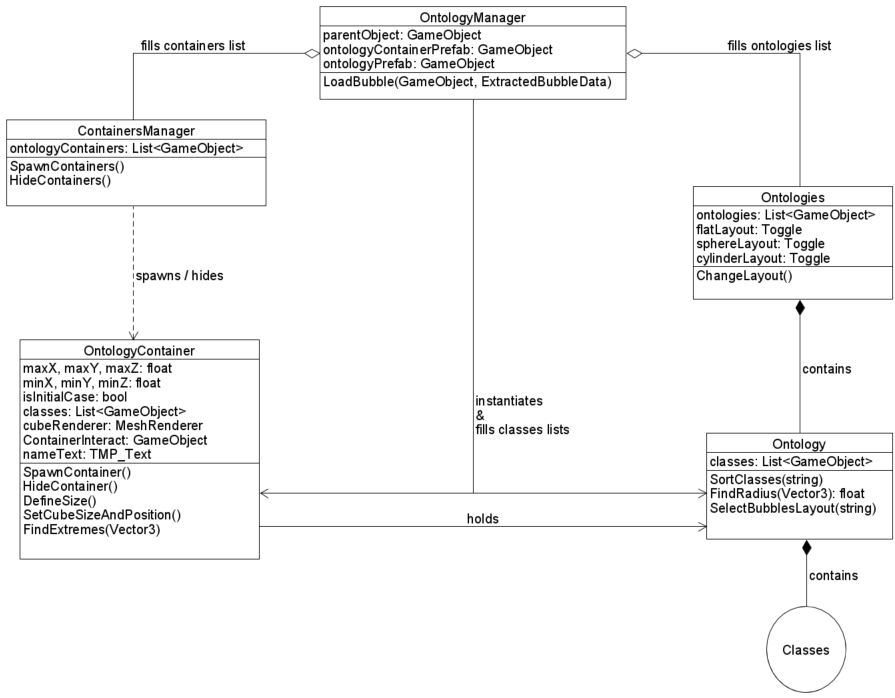 OntologyManager
parentObject: GameObject
ontologyContainerPrefab: GameObject
ontologyPrefab: GameObject
LoadBubble(GameObject, ExtractedBubbleData)
fills containers list
fills ontologies list
ContainersManager
ontologyContainers: List<GameObject>
SpawnContainers()
HideContainers()
Ontologies
ontologies: List<GameObject>
flatLayout: Toggle
sphereLayout: Toggle
cylinderLayout: Toggle
ChangeLayout()
spawns / hides
OntologyContainer
maxX, maxY, maxZ: float
minX, minY, minZ: float
isInitialCase: bool
classes: List<GameObject>
cubeRenderer: MeshRenderer
ContainerInteract: GameObject
nameText: TMP_Text
SpawnContainer()
HideContainer()
DefineSize()
SetCubeSizeAndPosition()
FindExtremes(Vector3)
instantiates
&
fills classes lists
contains
Ontology
classes: List<GameObject>
SortClasses(string)
FindRadius(Vector3): float
SelectBubblesLayout(string)
holds
contains
Classes